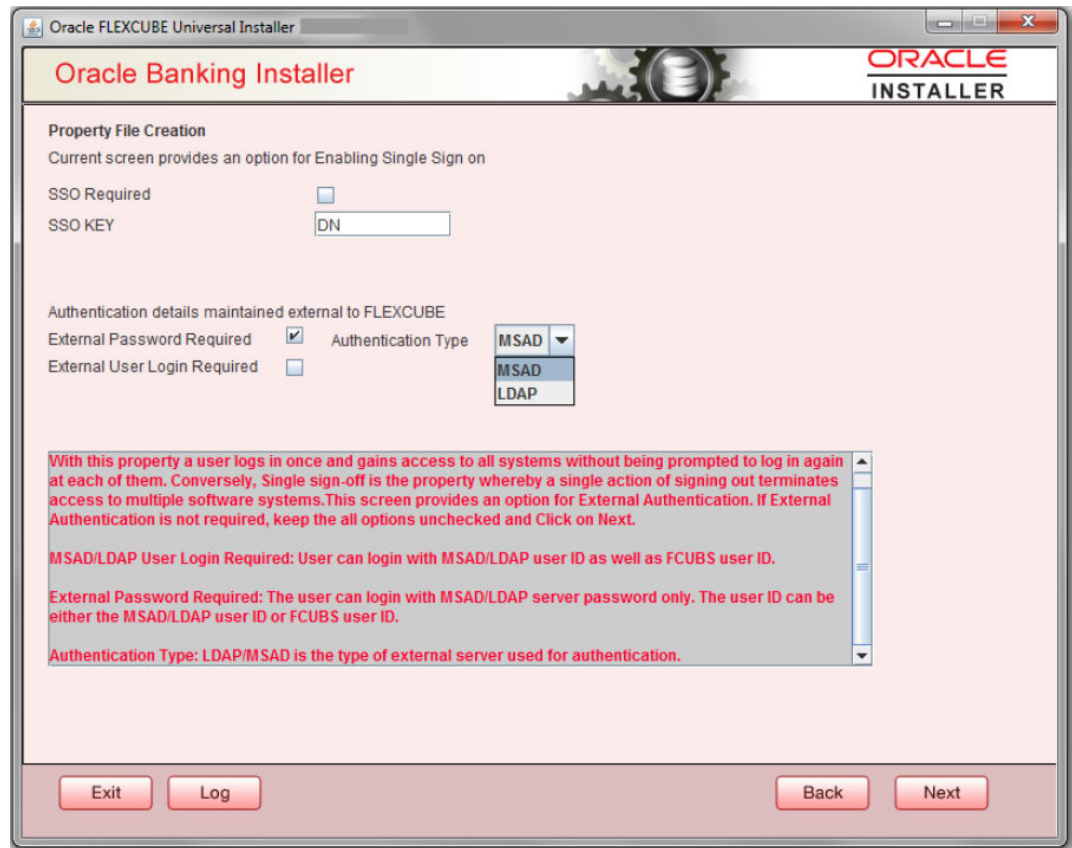 Oracle FLEXCUBE Universal Installer
Oracle Banking Installer
ORACLE
INSTALLER
Property File Creation
Current screen provides an option for Enabling Single Sign on
SSO Required
SSO KEY DN
Authentication details maintained external to FLEXCUBE
External Password Required Authentication Type MSAD
External User Login Required MSAD
LDAP
With this property a user logs in once and gains access to all systems without being prompted to log in again
at each of them. Conversely, Single sign-off is the property whereby a single action of signing out terminates
access to multiple software systems.This screen provides an option for External Authentication. If External
Authentication is not required, keep the all options unchecked and Click on Next.
MSAD/LDAP User Login Required: User can login with MSAD/LDAP user ID as well as FCUBS user ID.
External Password Required: The user can login with MSAD/LDAP server password only. The user ID can be
either the MSAD/LDAP user ID or FCUBS user ID.
Authentication Type: LDAP/MSAD is the type of external server used for authentication.
Exit Log Back Next